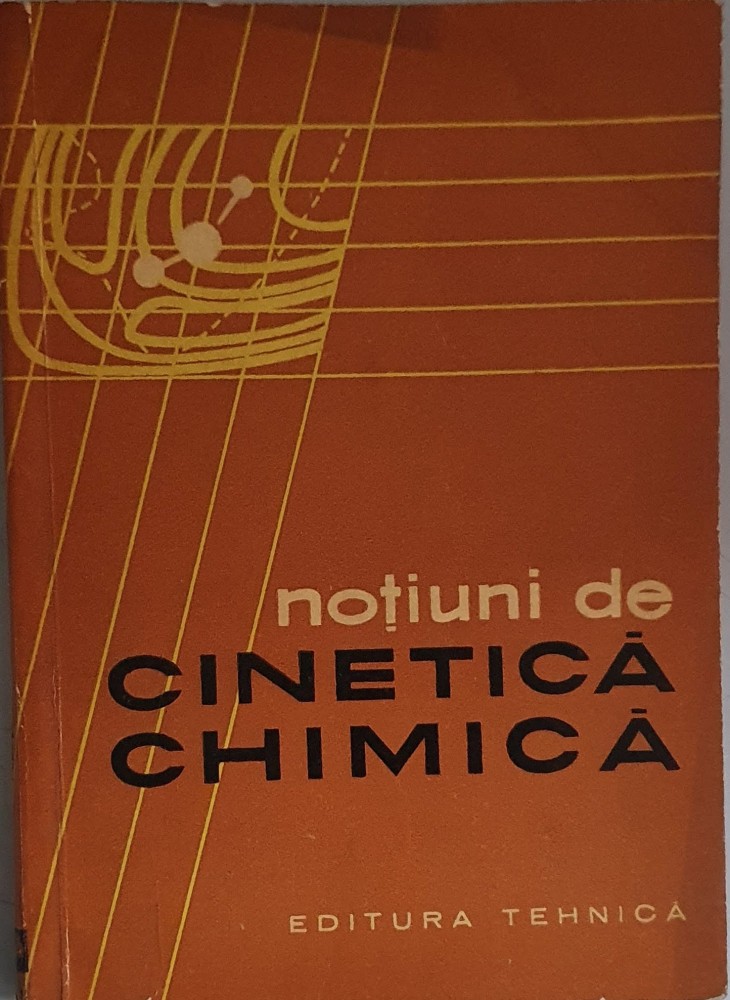 noțiuni de
CINETICĂ
CHIMICĂ
EDITURA TEHNICĂ